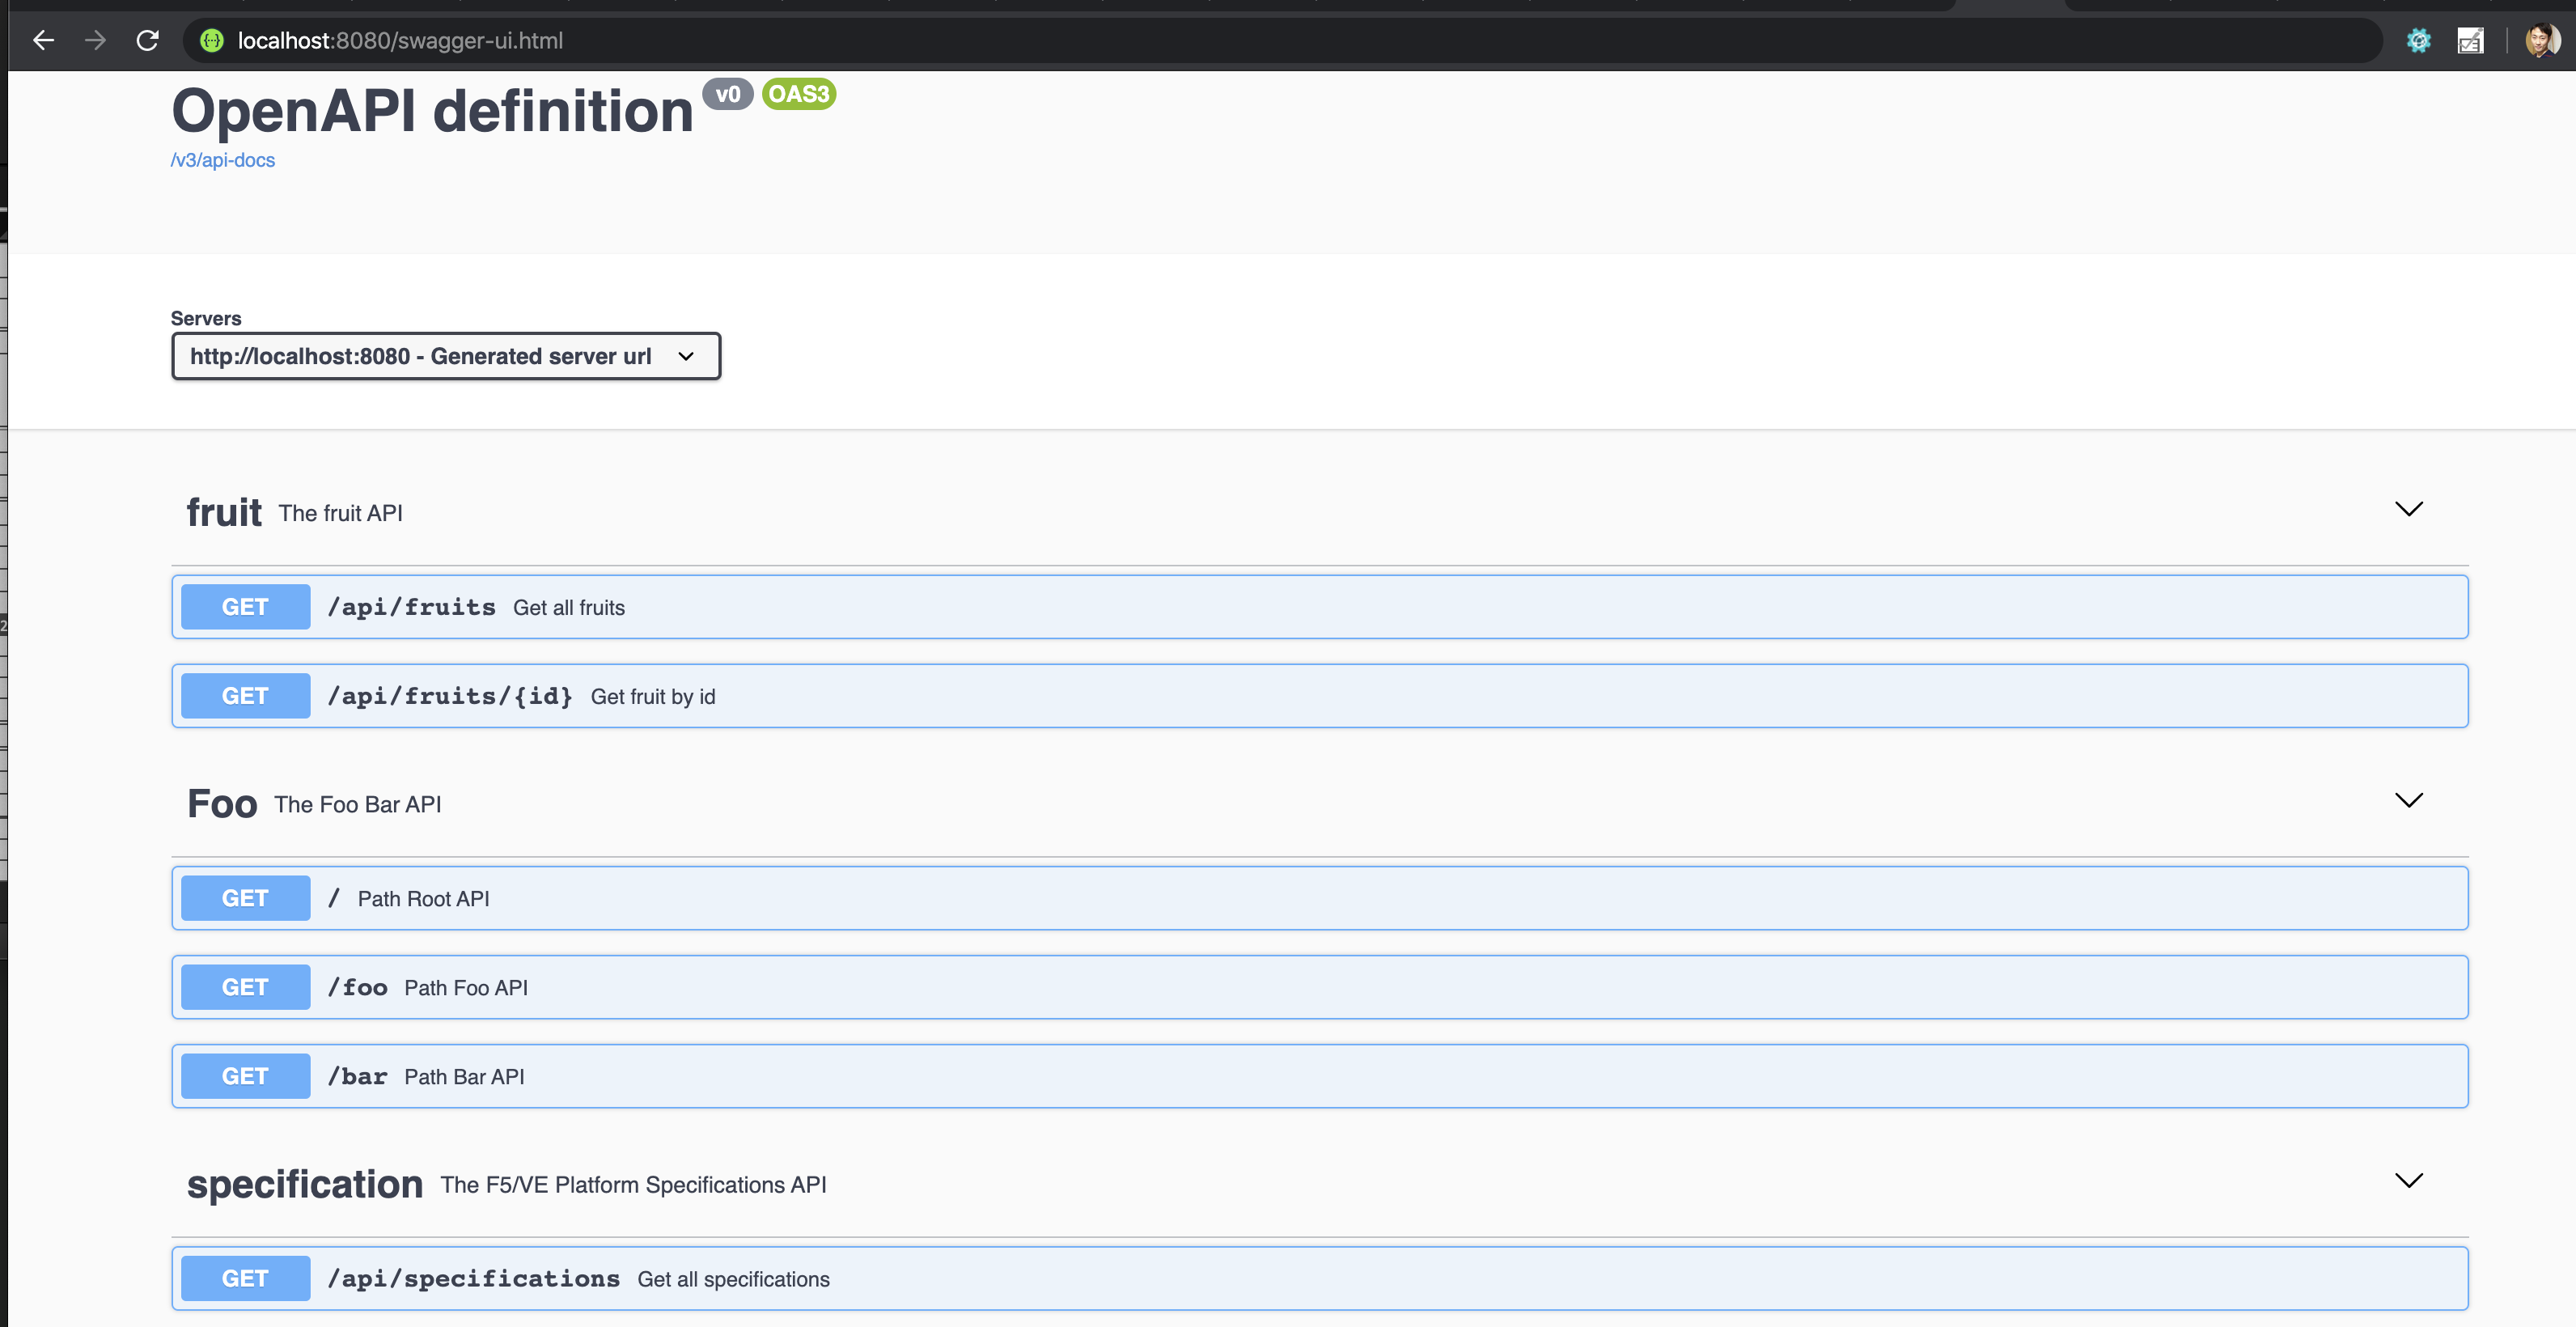 localhost:8080/swagger-ui.html
OpenAPI definition v0 OAS3
/v3/api-docs
Servers
http://localhost:8080 - Generated server url
fruit The fruit API
GET /api/fruits Get all fruits
2
GET /api/fruits/{id} Get fruit by id
Foo The Foo Bar API
GET / Path Root API
GET /foo Path Foo API
GET /bar Path Bar API
specification The F5/VE Platform Specifications API
GET /api/specifications Get all specifications